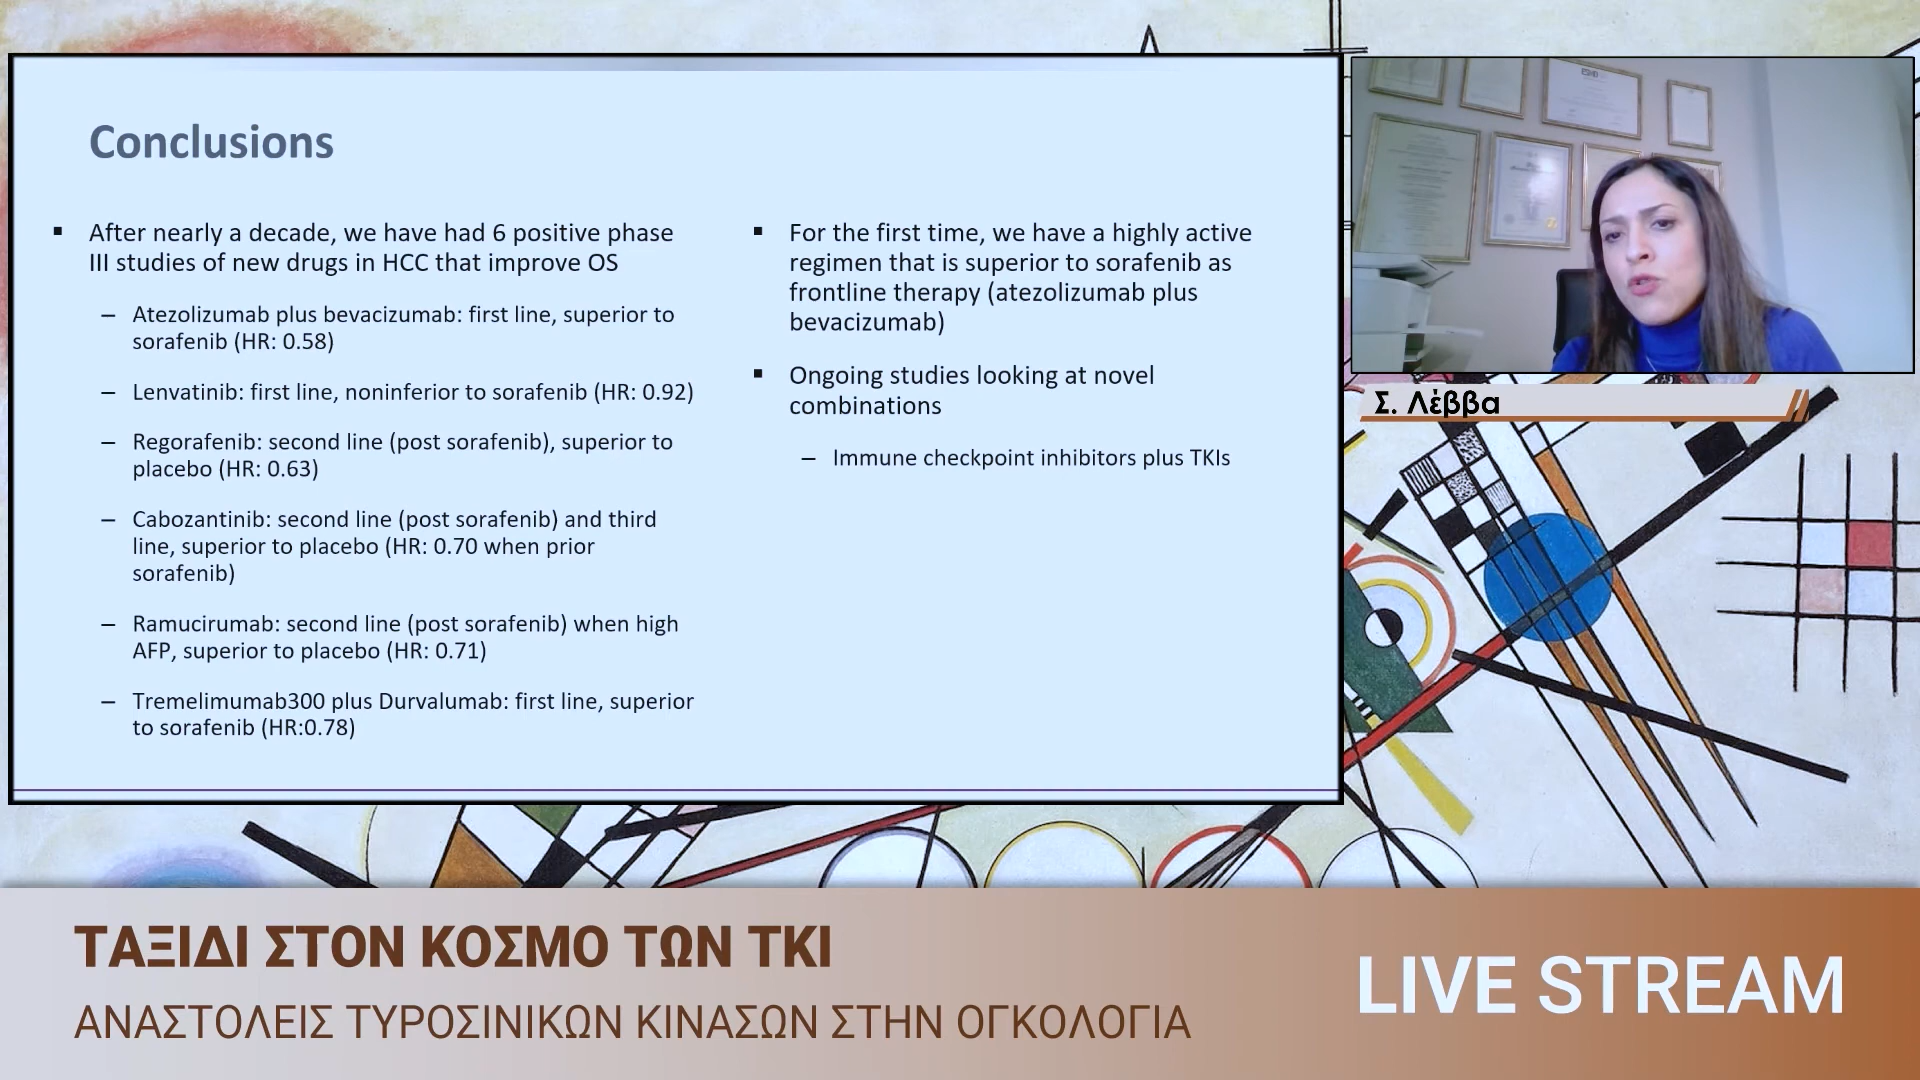 Conclusions
▪ After nearly a decade, we have had 6 positive phase
III studies of new drugs in HCC that improve OS
– Atezolizumab plus bevacizumab: first line, superior to
sorafenib (HR: 0.58)
– Lenvatinib: first line, noninferior to sorafenib (HR: 0.92)
– Regorafenib: second line (post sorafenib), superior to
placebo (HR: 0.63)
– Cabozantinib: second line (post sorafenib) and third
line, superior to placebo (HR: 0.70 when prior
sorafenib)
– Ramucirumab: second line (post sorafenib) when high
AFP, superior to placebo (HR: 0.71)
– Tremelimumab300 plus Durvalumab: first line, superior
to sorafenib (HR:0.78)
▪ For the first time, we have a highly active
regimen that is superior to sorafenib as
frontline therapy (atezolizumab plus
bevacizumab)
▪ Ongoing studies looking at novel
combinations
– Immune checkpoint inhibitors plus TKIs
Σ. Λέββα
ΤΑΞΙΔΙ ΣΤΟΝ ΚΟΣΜΟ ΤΩΝ ΤΚΙ
ΑΝΑΣΤΟΛΕΙΣ ΤΥΡΟΣΙΝΙΚΩΝ ΚΙΝΑΣΩΝ ΣΤΗΝ ΟΓΚΟΛΟΓΙΑ
LIVE STREAM